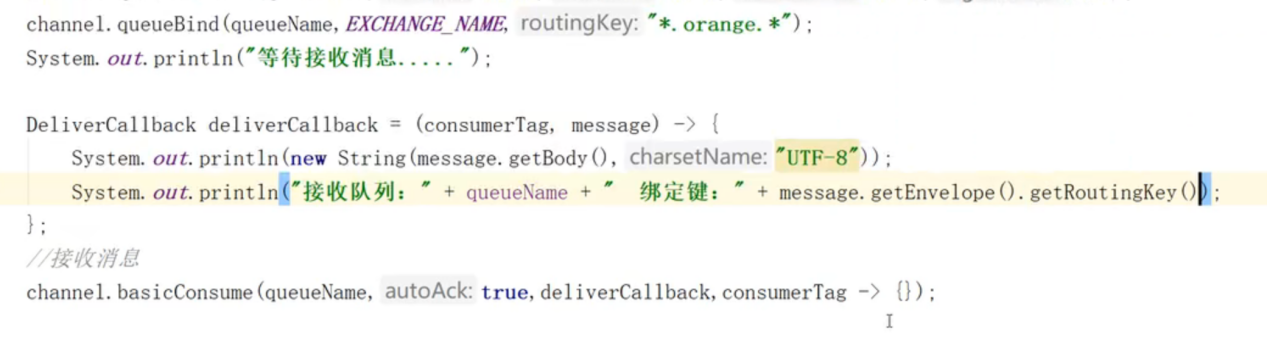 channel.queueBind(queueName, EXCHANGE_NAME, routingKey: "*.orange.*");
System.out.println("等待接收消息.....");
DeliverCallback deliverCallback = (consumerTag, message) -> {
System.out.println(new String(message.getBody(), charsetName: "UTF-8"));
System.out.println("接收队列：" + queueName + "  绑定键：" + message.getEnvelope().getRoutingKey());
};
//接收消息
channel.basicConsume(queueName, autoAck: true,deliverCallback,consumerTag -> {});